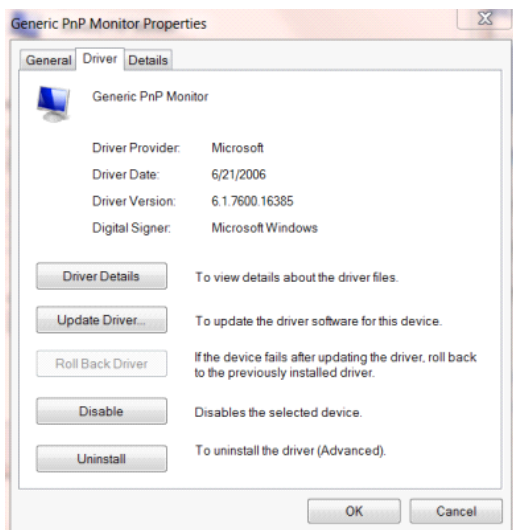 Generic PnP Monitor Properties
General Driver Details
Generic PnP Monitor
Driver Provider: Microsoft
Driver Date: 6/21/2006
Driver Version: 6.1.7600.16385
Digital Signer: Microsoft Windows
Driver Details To view details about the driver files.
Update Driver... To update the driver software for this device.
Roll Back Driver If the device fails after updating the driver, roll back
to the previously installed driver.
Disable Disables the selected device.
Uninstall To uninstall the driver (Advanced).
OK Cancel